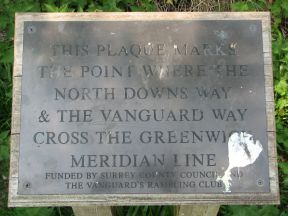 THIS PLAQUE MARKS
THE POINT WHERE THE
NORTH DOWNS WAY
& THE VANGUARD WAY
CROSS THE GREENWICH
MERIDIAN LINE
FUNDED BY SURREY COUNTY COUNCIL AND
THE VANGUARD'S RAMBLING CLUB